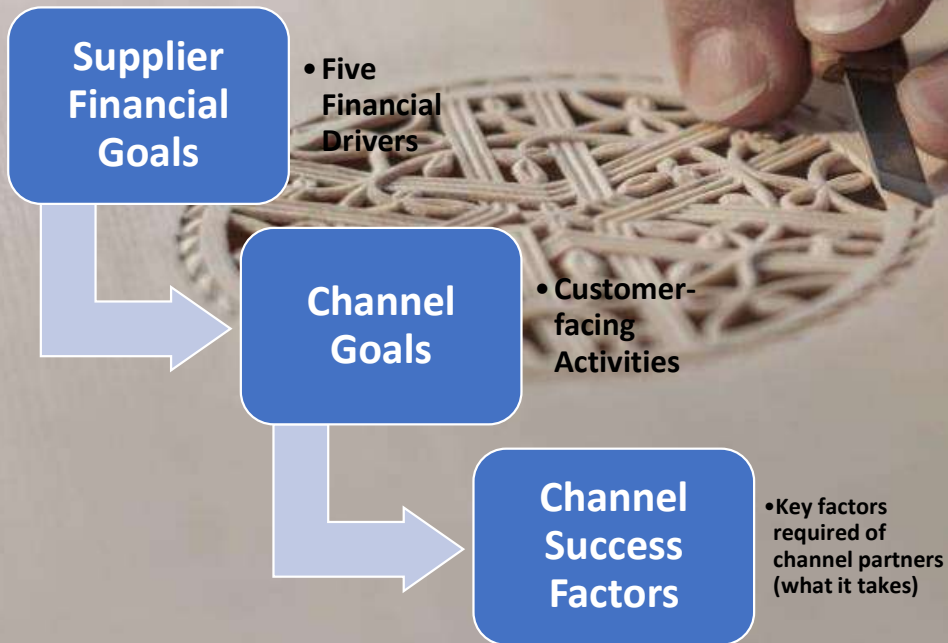 Supplier
Financial
Goals
• Five
Financial
Drivers
Channel
Goals
• Customer-
facing
Activities
Channel
Success
Factors
•Key factors
required of
channel partners
(what it takes)